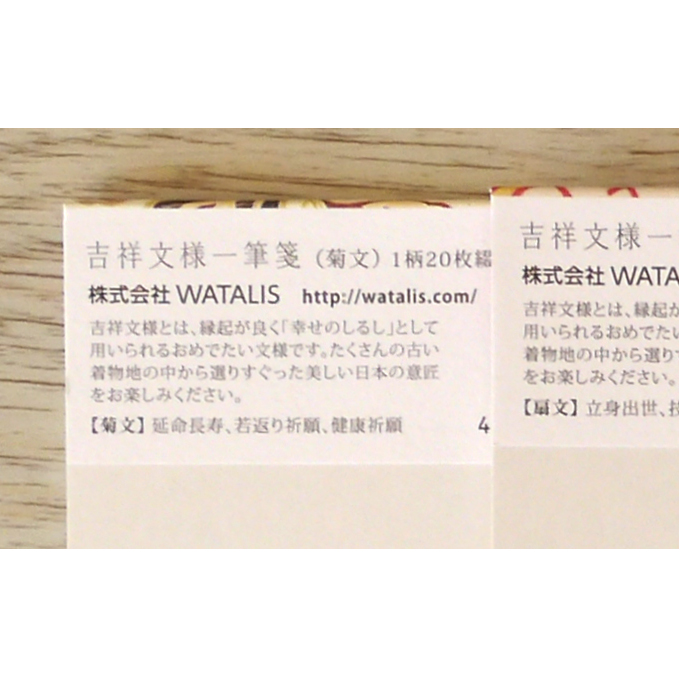 吉祥文様一筆箋（菊文）1柄20枚綴
株式会社 WATALIS http://watalis.com/
吉祥文様とは、縁起が良く「幸せのしるし」として
用いられるおめでたい文様です。たくさんの古い
着物地の中から選りすぐった美しい日本の意匠
をお楽しみください。
【菊文】延命長寿、若返り祈願、健康祈願 4
吉祥文様一
株式会社 WATA
吉祥文様とは、縁起が
用いられるおめでたい
着物地の中から選りす
をお楽しみください。
【扇文】立身出世、技